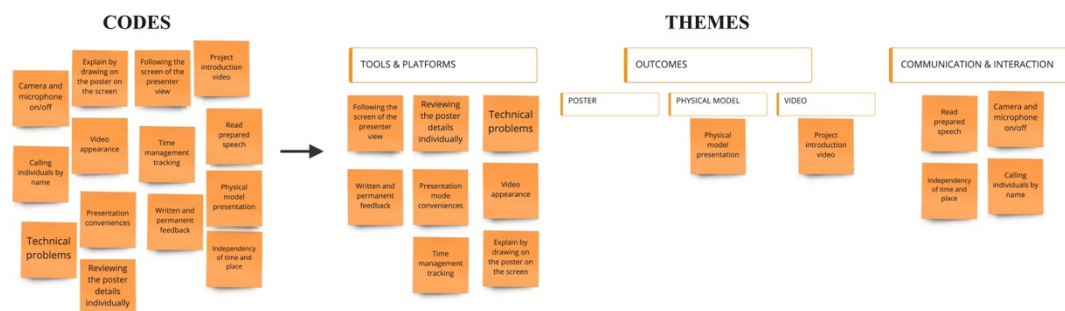 CODES
THEMES
Camera and
microphone
on/off
Explain by
drawing on
the poster on
the screen
Following the
screen of the
presenter
view
Project
introduction
video
Video
appearance
Time
management
tracking
Read
prepared
speech
Calling
individuals by
name
Presentation
conveniences
Written and
permanent
feedback
Physical
model
presentation
Technical
problems
Reviewing
the poster
details
individually
Independency
of time and
place
TOOLS & PLATFORMS
Following the
screen of the
presenter
view
Reviewing the
poster
details
individually
Technical
problems
Written and
permanent
feedback
Presentation
mode
conveniences
Video
appearance
Time
management
tracking
Explain by
drawing on
the poster on
the screen
OUTCOMES
POSTER
PHYSICAL MODEL
VIDEO
Physical
model
presentation
Project
introduction
video
COMMUNICATION & INTERACTION
Read
prepared
speech
Camera and
microphone
on/off
Independency
of time and
place
Calling
individuals by
name